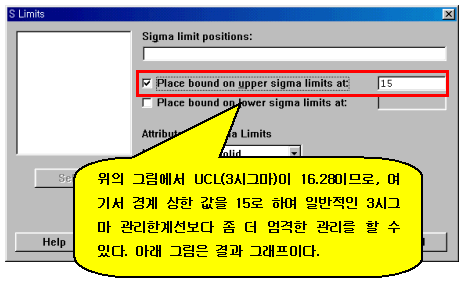 S Limits
Sigma limit positions:
Place bound on upper sigma limits at:
15
Place bound on lower sigma limits at:
Attribut
a Limits
olid
Se
위의 그림에서 UCL(3시그마)이 16.28이므로, 여
기서 경계 상한 값을 15로 하여 일반적인 3시그
마 관리한계선보다 좀 더 엄격한 관리를 할 수
있다. 아래 그림은 결과 그래프이다.
Help